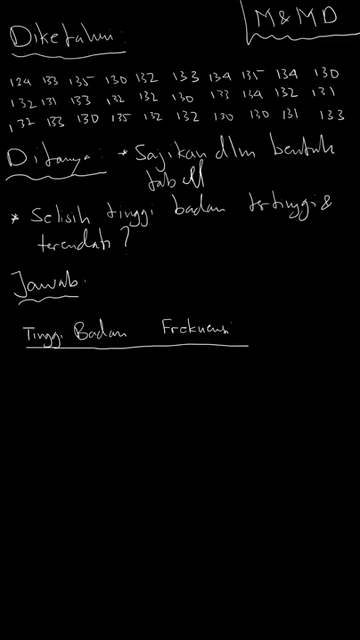 M & MD
Diketahui:
134 133 135 130 132 133 134 135 134 130
132 131 133 132 132 130 133 134 132 131
132 133 130 135 132 132 130 130 131 133
Ditanya: * Sajikan dlm bentuk
tabel
* Selisih tinggi badan tertinggi &
terendah?
Jawab:
Tinggi Badan Frekuensi